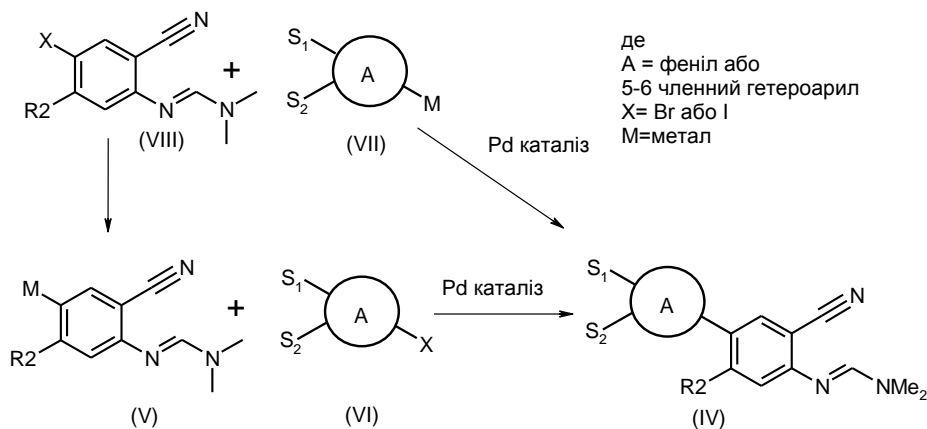 X
N
S₁
A
S₂
M
R2
N
N
(VIII)
+
(VII)
де
A = феніл або
5-6 членний гетероарил
X= Br або I
M=метал
Pd каталіз
M
N
R2
N
N
(V)
+
S₁
A
S₂
X
(VI)
Pd каталіз
S₁
A
S₂
N
R2
N
NMe₂
(IV)